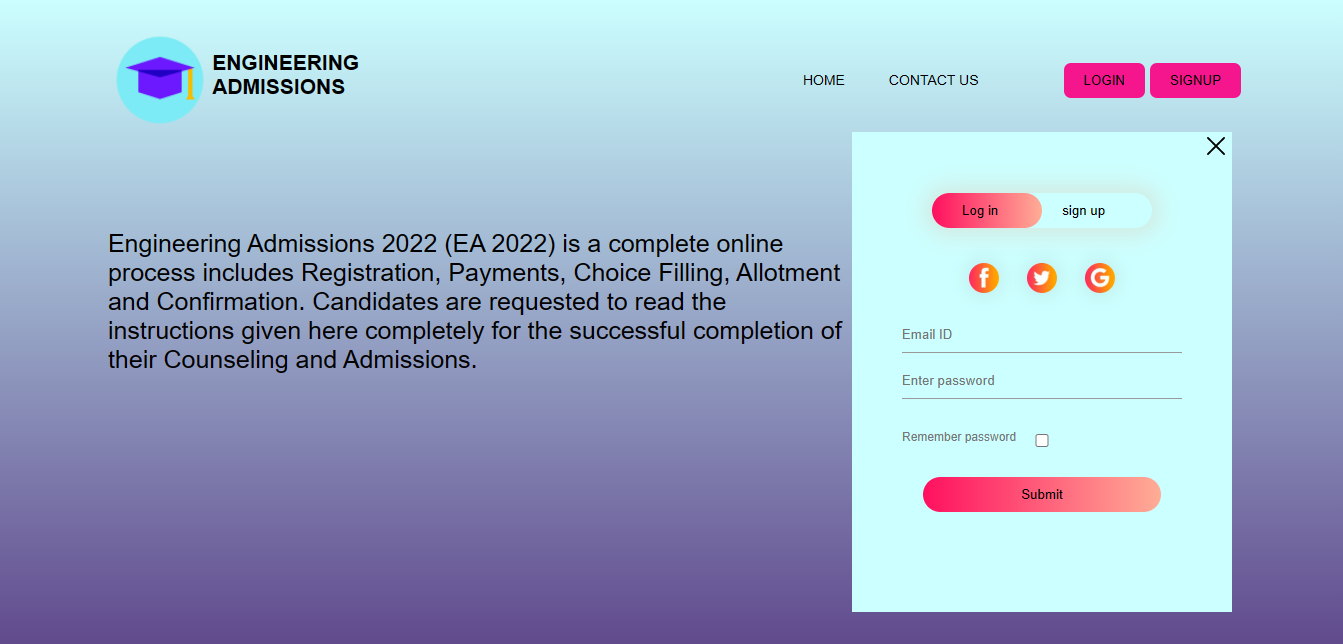 ENGINEERING
ADMISSIONS
HOME
CONTACT US
LOGIN
SIGNUP
Engineering Admissions 2022 (EA 2022) is a complete online
process includes Registration, Payments, Choice Filling, Allotment
and Confirmation. Candidates are requested to read the
instructions given here completely for the successful completion of
their Counseling and Admissions.
Log in
sign up
Email ID
Enter password
Remember password
Submit